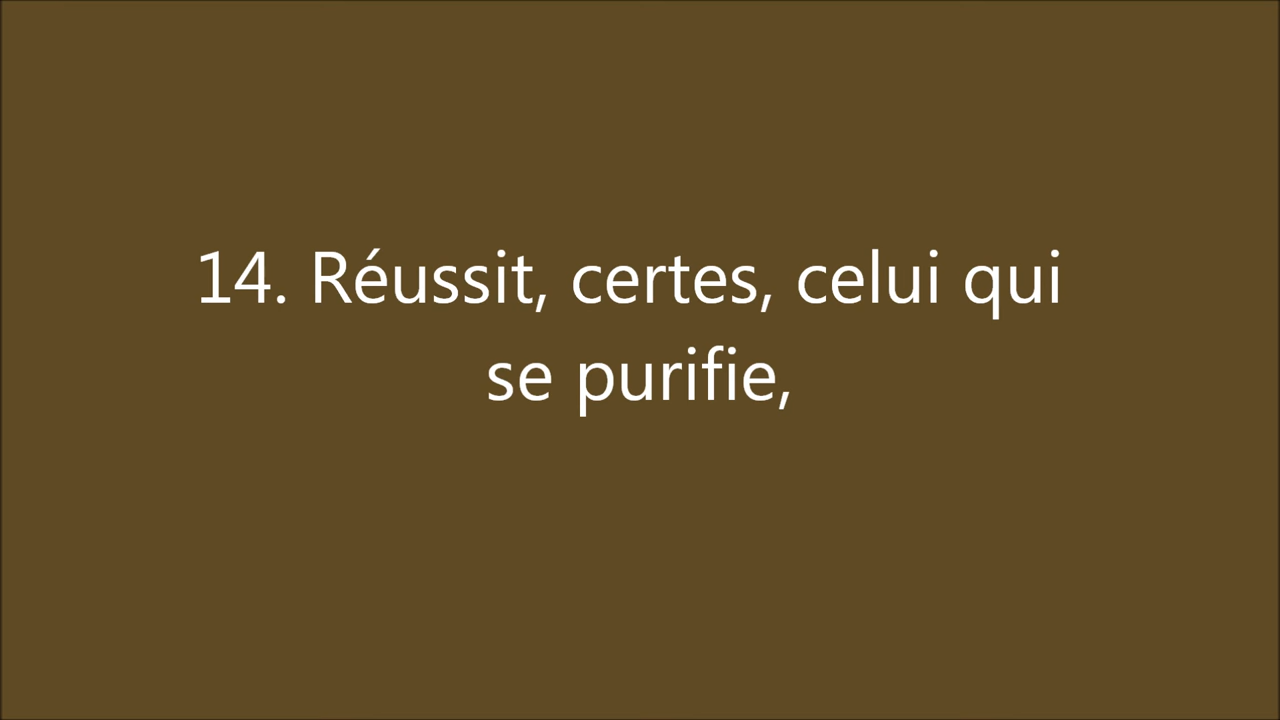 14. Réussit, certes, celui qui
se purifie,